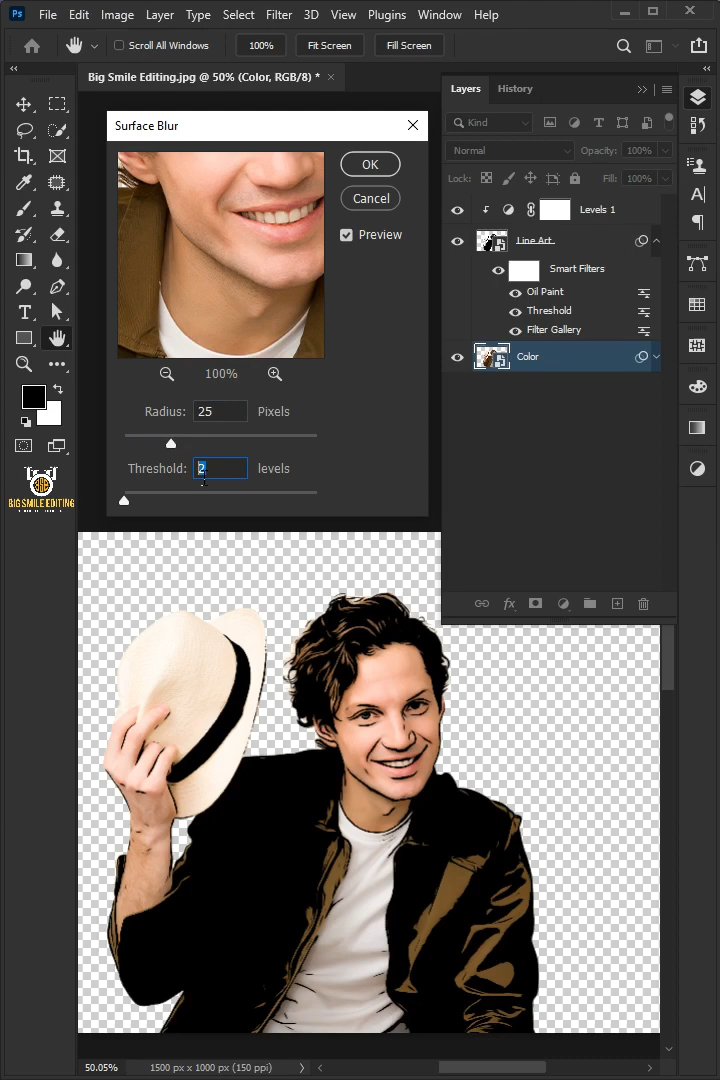 Ps File Edit Image Layer Type Select Filter 3D View Plugins Window Help
Scroll All Windows 100% Fit Screen Fill Screen
Big Smile Editing.jpg @ 50% (Color, RGB/8) *
Layers History
Surface Blur
Kind
OK
Normal Opacity: 100%
Cancel
Lock: Fill: 100%
Preview
Levels 1
Line Art
Smart Filters
Oil Paint
Threshold
Filter Gallery
Color
100%
Radius: 25 Pixels
Threshold: 2 levels
BSE
BIG SMILE EDITING
50.05% 1500 px x 1000 px (150 ppi)